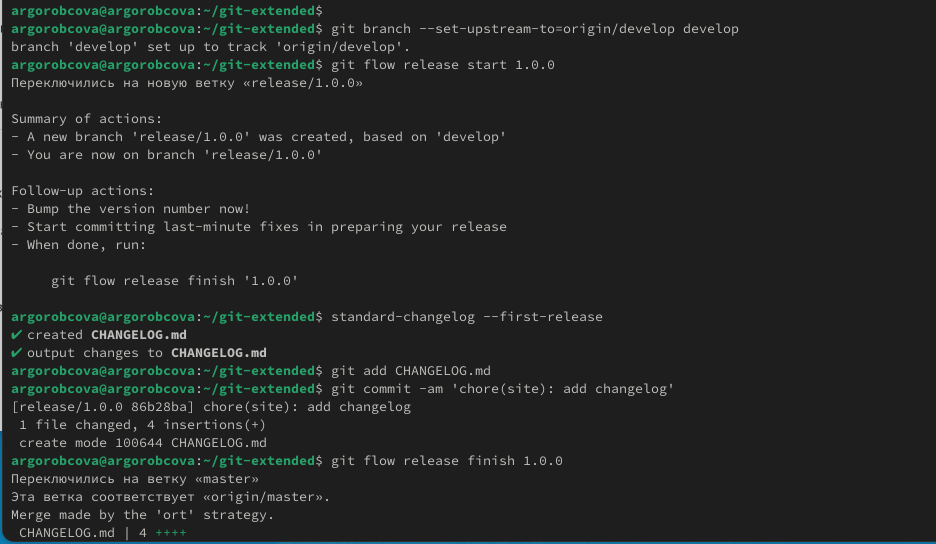 argorobcova@argorobcova:~/git-extended$
argorobcova@argorobcova:~/git-extended$ git branch --set-upstream-to=origin/develop develop
branch 'develop' set up to track 'origin/develop'.
argorobcova@argorobcova:~/git-extended$ git flow release start 1.0.0
Переключились на новую ветку «release/1.0.0»
Summary of actions:
- A new branch 'release/1.0.0' was created, based on 'develop'
- You are now on branch 'release/1.0.0'
Follow-up actions:
- Bump the version number now!
- Start committing last-minute fixes in preparing your release
- When done, run:
git flow release finish '1.0.0'
argorobcova@argorobcova:~/git-extended$ standard-changelog --first-release
✔ created CHANGELOG.md
✔ output changes to CHANGELOG.md
argorobcova@argorobcova:~/git-extended$ git add CHANGELOG.md
argorobcova@argorobcova:~/git-extended$ git commit -am 'chore(site): add changelog'
[release/1.0.0 86b28ba] chore(site): add changelog
1 file changed, 4 insertions(+)
create mode 100644 CHANGELOG.md
argorobcova@argorobcova:~/git-extended$ git flow release finish 1.0.0
Переключились на ветку «master»
Эта ветка соответствует «origin/master».
Merge made by the 'ort' strategy.
CHANGELOG.md | 4 ++++